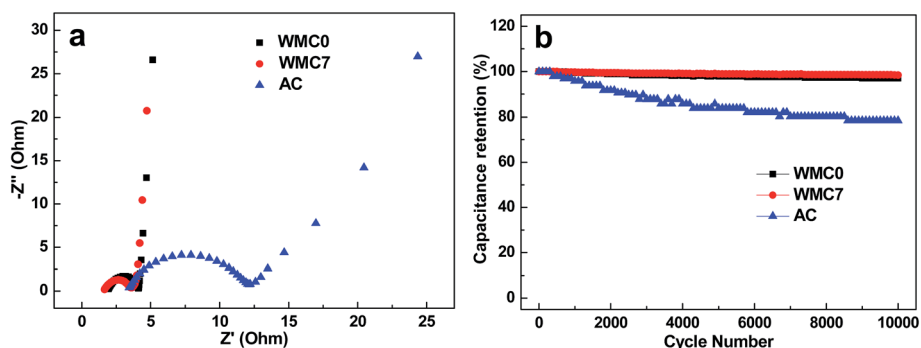 a
WMC0
WMC7
AC
-Z'' (Ohm)
30
25
20
15
10
5
0
0 5 10 15 20 25
Z' (Ohm)
b
Capacitance retention (%)
120
100
80
60
40
20
0
WMC0
WMC7
AC
0 2000 4000 6000 8000 10000
Cycle Number